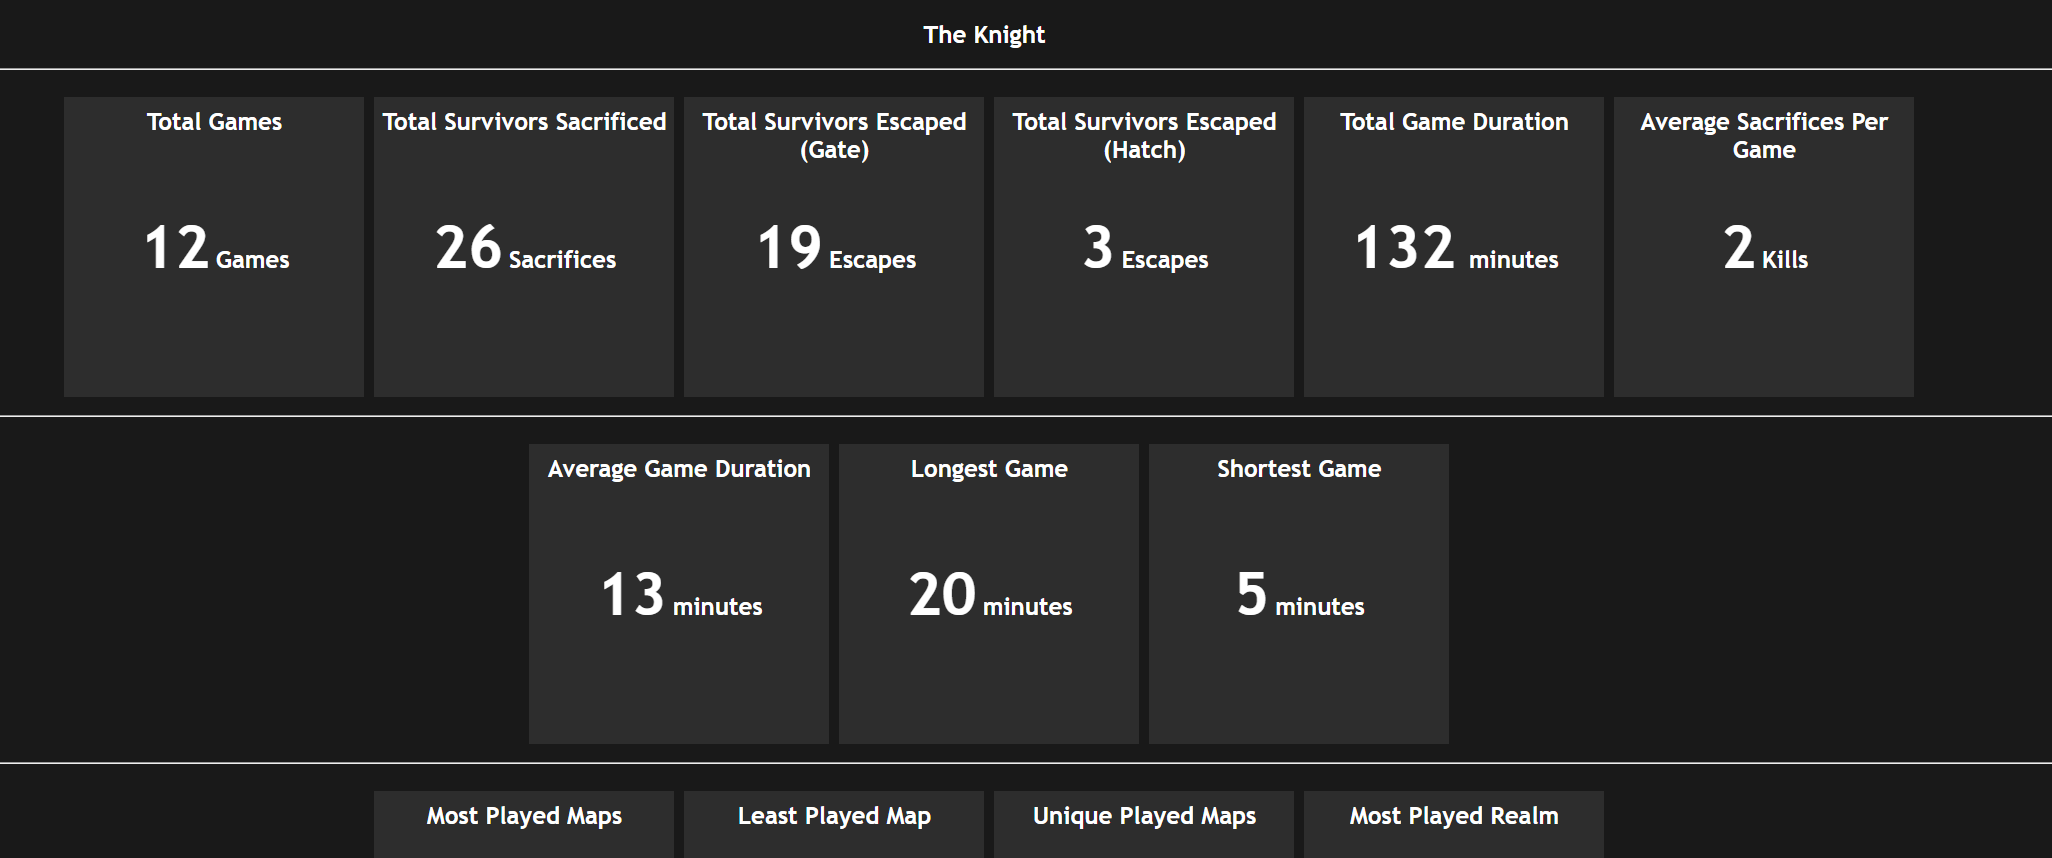 The Knight
Total Games
12 Games
Total Survivors Sacrificed
26 Sacrifices
Total Survivors Escaped
(Gate)
19 Escapes
Total Survivors Escaped
(Hatch)
3 Escapes
Total Game Duration
132 minutes
Average Sacrifices Per
Game
2 Kills
Average Game Duration
13 minutes
Longest Game
20 minutes
Shortest Game
5 minutes
Most Played Maps
Least Played Map
Unique Played Maps
Most Played Realm